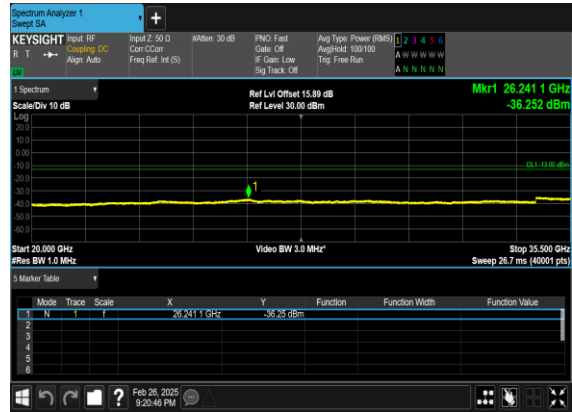 Spectrum Analyzer 1
Swept SA
+
KEYSIGHT Input: RF Input Z: 50 Ω #Atten: 30 dB PNO: Fast Avg Type: Power (RMS) 1 2 3 4 5 6
R T Coupling: DC Corr CCorr Gate: Off Avg|Hold: 100/100 A W W W W W
Align: Auto Freq Ref: Int (S) IF Gain: Low Trig: Free Run
Sig Track: Off A N N N N N
LW
1 Spectrum Ref Lvl Offset 15.89 dB Mkr1 26.241 1 GHz
Scale/Div 10 dB Ref Level 30.00 dBm -36.252 dBm
Log
20.0
10.0
0.00
-10.0 DL1 -13.00 dBm
-20.0
-30.0 1
-40.0
-50.0
-60.0
Start 20.000 GHz Video BW 3.0 MHz* Stop 35.500 GHz
#Res BW 1.0 MHz Sweep 26.7 ms (40001 pts)
5 Marker Table
Mode Trace Scale X Y Function Function Width Function Value
1 N 1 f 26.241 1 GHz -36.25 dBm
2
3
4
5
6
? Feb 26, 2025
9:20:46 PM